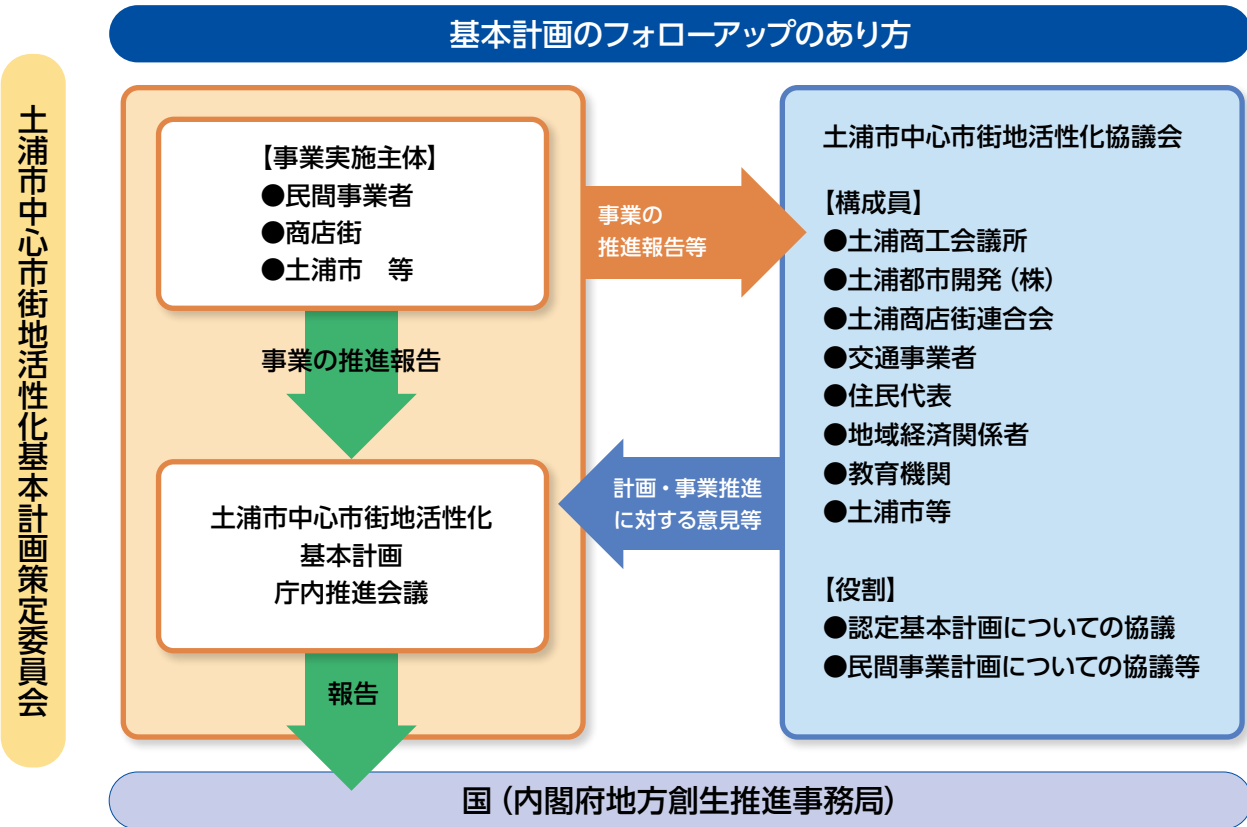 基本計画のフォローアップのあり方
土浦市中心市街地活性化基本計画策定委員会
【事業実施主体】
●民間事業者
●商店街
●土浦市　等
事業の推進報告
土浦市中心市街地活性化
基本計画
庁内推進会議
報告
事業の
推進報告等
計画・事業推進
に対する意見等
土浦市中心市街地活性化協議会
【構成員】
●土浦商工会議所
●土浦都市開発（株）
●土浦商店街連合会
●交通事業者
●住民代表
●地域経済関係者
●教育機関
●土浦市等
【役割】
●認定基本計画についての協議
●民間事業計画についての協議等
国（内閣府地方創生推進事務局）